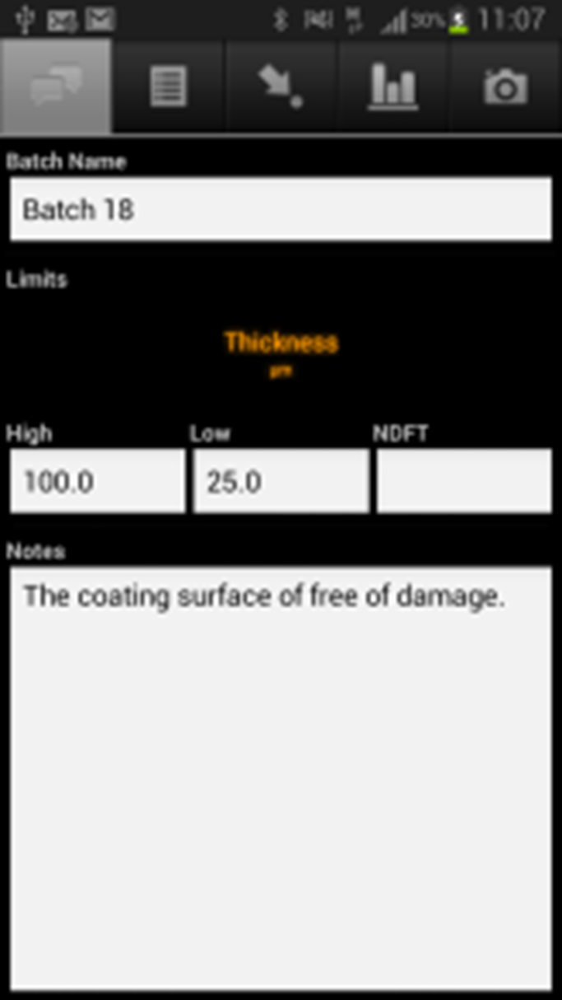 30% 11:07
Batch Name
Batch 18
Limits
Thickness
µm
High Low NDFT
100.0 25.0
Notes
The coating surface of free of damage.